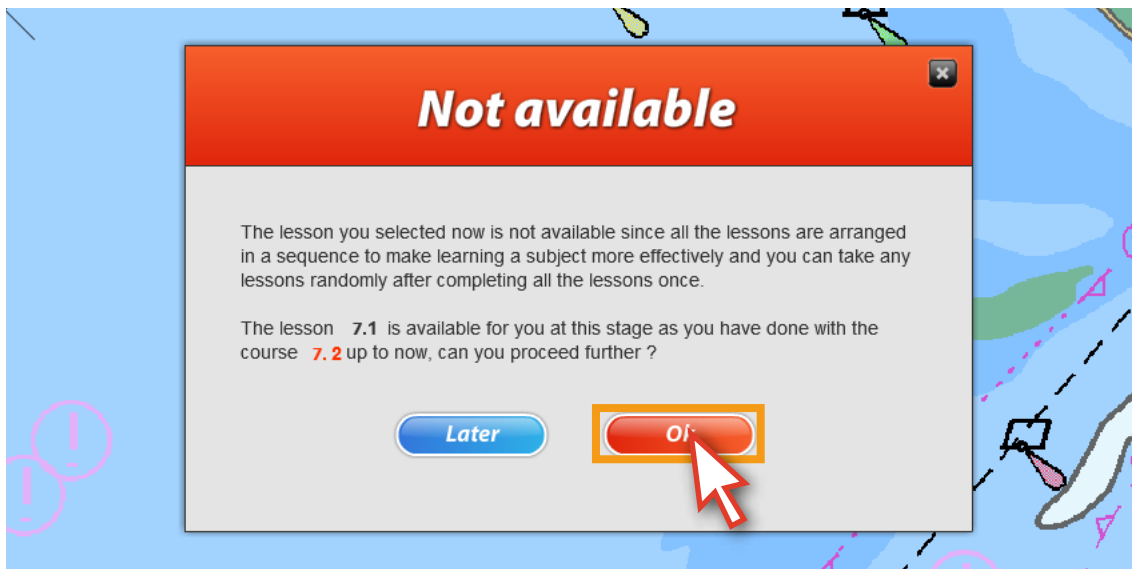 Not available
The lesson you selected now is not available since all the lessons are arranged
in a sequence to make learning a subject more effectively and you can take any
lessons randomly after completing all the lessons once.
The lesson 7.1 is available for you at this stage as you have done with the
course 7. 2 up to now, can you proceed further ?
Later
Ok